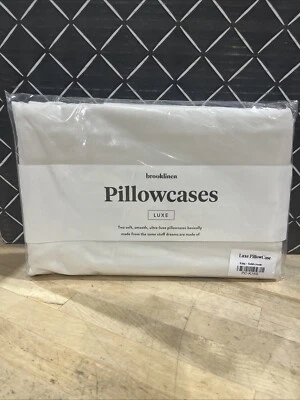 brooklinen
Pillowcases
LUXE
Two soft, smooth, ultra-luxe pillowcases basically
made from the same stuff dreams are made of
Luxe PillowCase